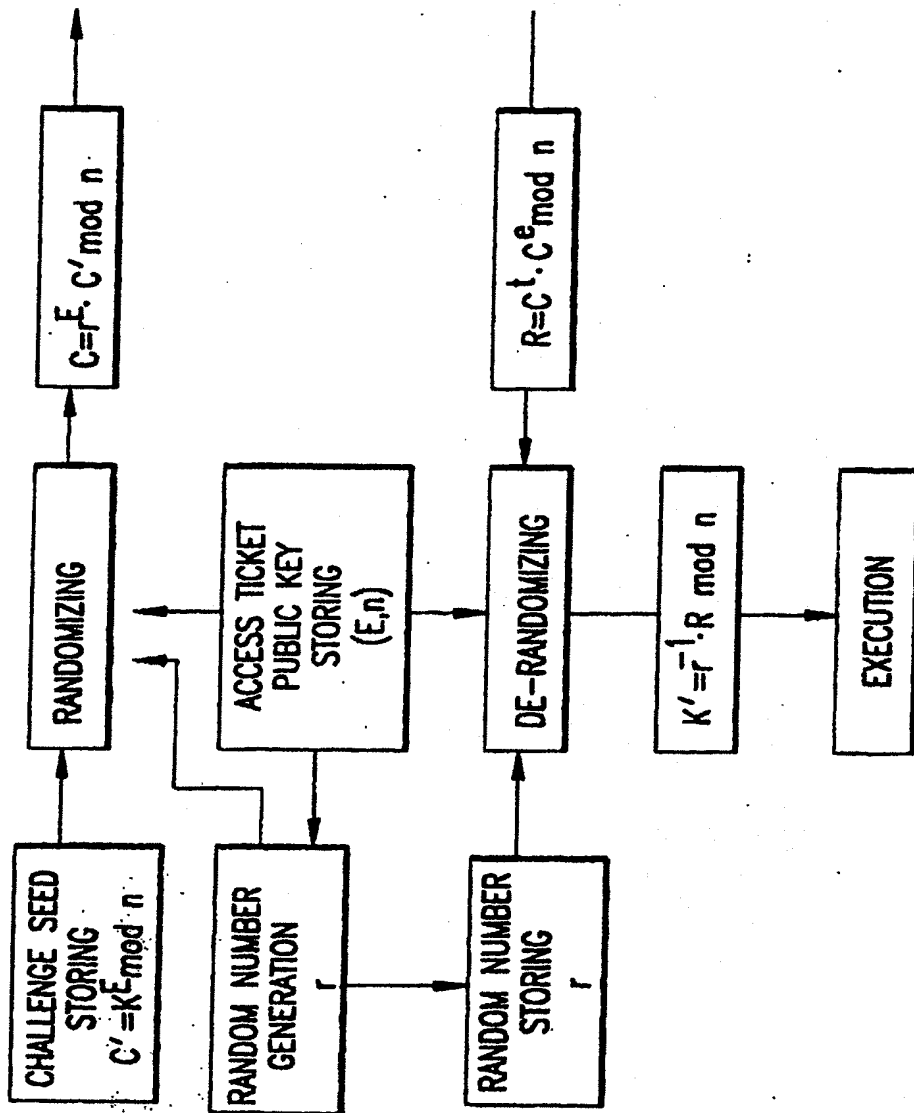 CHALLENGE SEED
STORING
C'=K^E mod n
RANDOMIZING
C=r^E·C' mod n
RANDOM NUMBER
GENERATION
r
ACCESS TICKET
PUBLIC KEY
STORING
(E,n)
RANDOM NUMBER
STORING
r
DE-RANDOMIZING
R=C^t·C^e mod n
K'=r^-1·R mod n
EXECUTION